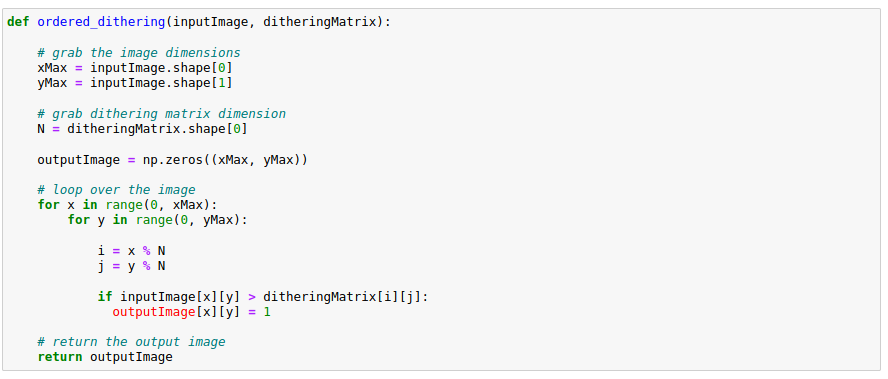 def ordered_dithering(inputImage, ditheringMatrix):
# grab the image dimensions
xMax = inputImage.shape[0]
yMax = inputImage.shape[1]
# grab dithering matrix dimension
N = ditheringMatrix.shape[0]
outputImage = np.zeros((xMax, yMax))
# loop over the image
for x in range(0, xMax):
for y in range(0, yMax):
i = x % N
j = y % N
if inputImage[x][y] > ditheringMatrix[i][j]:
outputImage[x][y] = 1
# return the output image
return outputImage